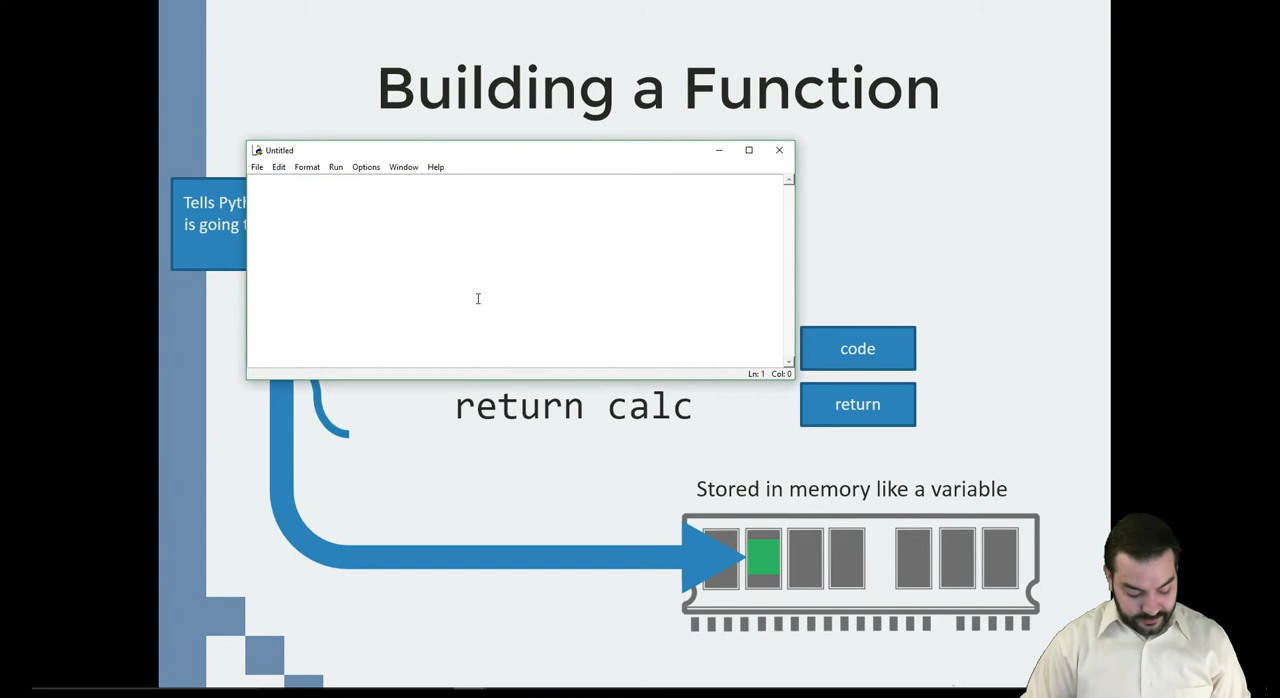 Building a Function
Untitled
File Edit Format Run Options Window Help
Tells
is going
Ln: 1 Col: 0
code
return calc
return
Stored in memory like a variable